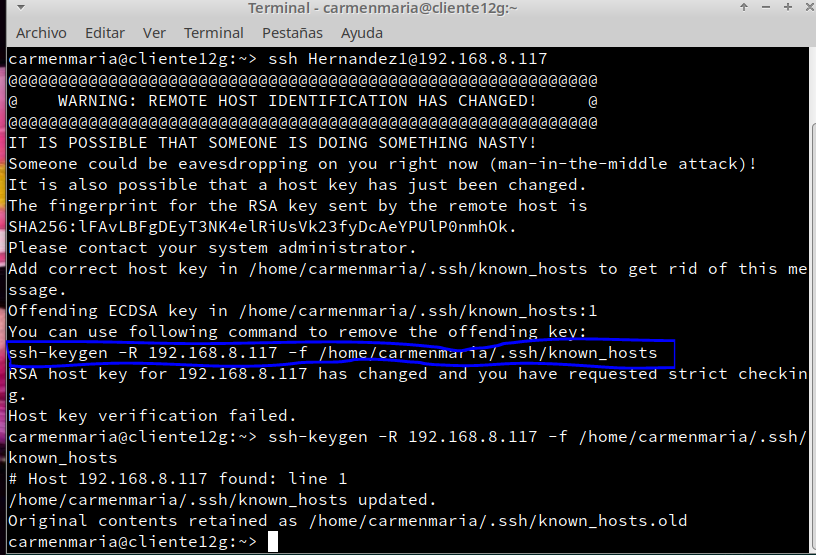 Terminal - carmenmaria@cliente12g:~
Archivo Editar Ver Terminal Pestañas Ayuda
carmenmaria@cliente12g:~> ssh Hernandez1@192.168.8.117
@@@@@@@@@@@@@@@@@@@@@@@@@@@@@@@@@@@@@@@@@@@@@@@@@@@@@@@@@@@
@    WARNING: REMOTE HOST IDENTIFICATION HAS CHANGED!     @
@@@@@@@@@@@@@@@@@@@@@@@@@@@@@@@@@@@@@@@@@@@@@@@@@@@@@@@@@@@
IT IS POSSIBLE THAT SOMEONE IS DOING SOMETHING NASTY!
Someone could be eavesdropping on you right now (man-in-the-middle attack)!
It is also possible that a host key has just been changed.
The fingerprint for the RSA key sent by the remote host is
SHA256:lFAvLBFgDEyT3NK4elRiUsVk23fyDcAeYPUlP0nmhOk.
Please contact your system administrator.
Add correct host key in /home/carmenmaria/.ssh/known_hosts to get rid of this me
ssage.
Offending ECDSA key in /home/carmenmaria/.ssh/known_hosts:1
You can use following command to remove the offending key:
ssh-keygen -R 192.168.8.117 -f /home/carmenmaria/.ssh/known_hosts
RSA host key for 192.168.8.117 has changed and you have requested strict checkin
g.
Host key verification failed.
carmenmaria@cliente12g:~> ssh-keygen -R 192.168.8.117 -f /home/carmenmaria/.ssh/
known_hosts
# Host 192.168.8.117 found: line 1
/home/carmenmaria/.ssh/known_hosts updated.
Original contents retained as /home/carmenmaria/.ssh/known_hosts.old
carmenmaria@cliente12g:~>